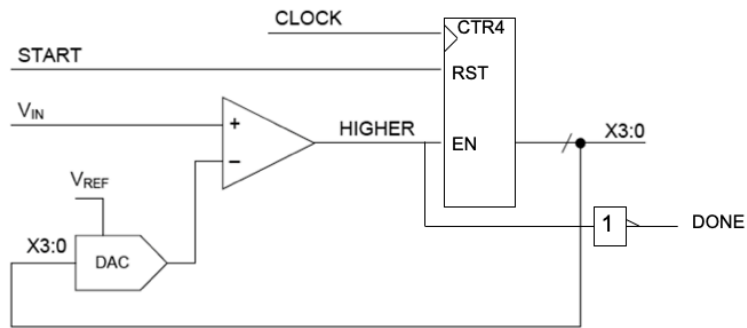 CLOCK
CTR4
START
RST
VIN
+
HIGHER
EN
X3:0
−
VREF
1
DONE
X3:0
DAC